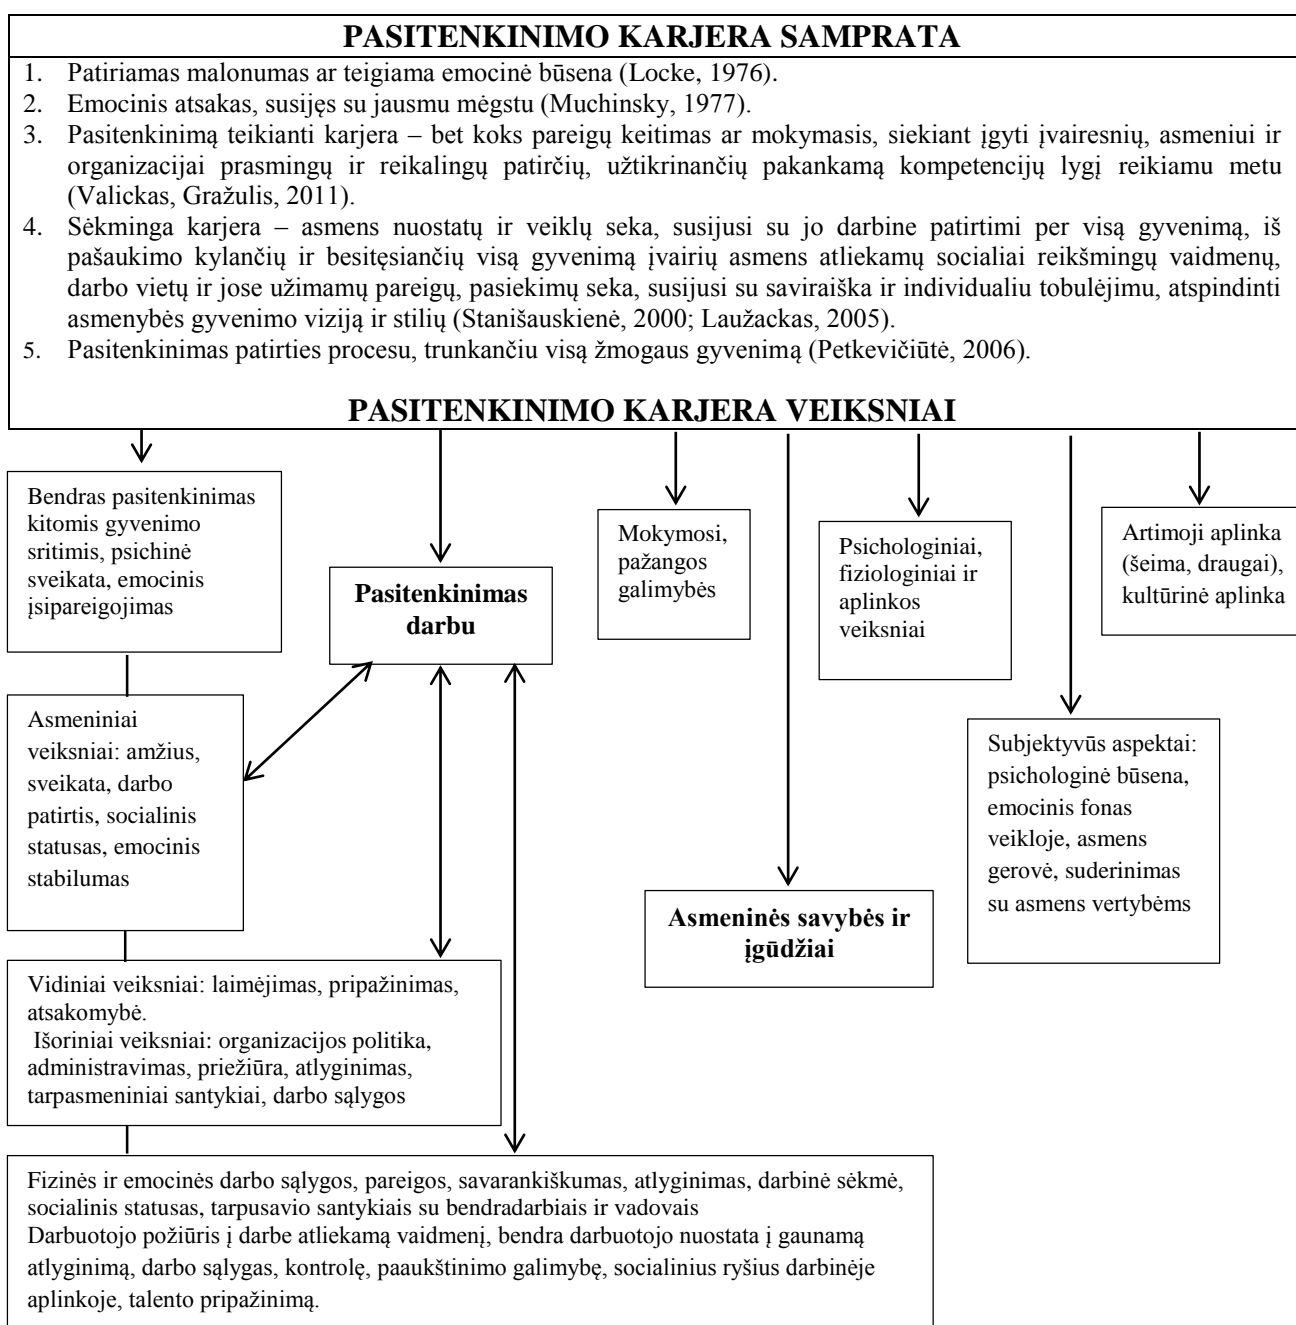 PASITENKINIMO KARJERA SAMPRATA
1. Patiriamas malonumas ar teigiama emocinė būsena (Locke, 1976).
2. Emocinis atsakas, susijęs su jausmu mėgstu (Muchinsky, 1977).
3. Pasitenkinimą teikianti karjera – bet koks pareigų keitimas ar mokymasis, siekiant įgyti įvairesnių, asmeniui ir
organizacijai prasmingų ir reikalingų patirčių, užtikrinančių pakankamą kompetencijų lygį reikiamu metu
(Valickas, Gražulis, 2011).
4. Sėkminga karjera – asmens nuostatų ir veiklų seka, susijusi su jo darbine patirtimi per visą gyvenimą, iš
pašaukimo kylančių ir besitęsiančių visą gyvenimą įvairių asmens atliekamų socialiai reikšmingų vaidmenų,
darbo vietų ir jose užimamų pareigų, pasiekimų seka, susijusi su saviraiška ir individualiu tobulėjimu, atspindinti
asmenybės gyvenimo viziją ir stilių (Stanišauskienė, 2000; Laužackas, 2005).
5. Pasitenkinimas patirties procesu, trunkančiu visą žmogaus gyvenimą (Petkevičiūtė, 2006).
PASITENKINIMO KARJERA VEIKSNIAI
Bendras pasitenkinimas
kitomis gyvenimo
sritimis, psichinė
sveikata, emocinis
įsipareigojimas
Pasitenkinimas
darbu
Mokymosi,
pažangos
galimybės
Psichologiniai,
fiziologiniai ir
aplinkos
veiksniai
Artimoji aplinka
(šeima, draugai),
kultūrinė aplinka
Asmeniniai
veiksniai: amžius,
sveikata, darbo
patirtis, socialinis
statusas, emocinis
stabilumas
Subjektyvūs aspektai:
psichologinė būsena,
emocinis fonas
veikloje, asmens
gerovė, suderinimas
su asmens vertybėms
Asmeninės savybės ir
įgūdžiai
Vidiniai veiksniai: laimėjimas, pripažinimas,
atsakomybė.
Išoriniai veiksniai: organizacijos politika,
administravimas, priežiūra, atlyginimas,
tarpasmeniniai santykiai, darbo sąlygos
Fizinės ir emocinės darbo sąlygos, pareigos, savarankiškumas, atlyginimas, darbinė sėkmė,
socialinis statusas, tarpusavio santykiais su bendradarbiais ir vadovais
Darbuotojo požiūris į darbe atliekamą vaidmenį, bendra darbuotojo nuostata į gaunamą
atlyginimą, darbo sąlygas, kontrolę, paaukštinimo galimybę, socialinius ryšius darbinėje
aplinkoje, talento pripažinimą.